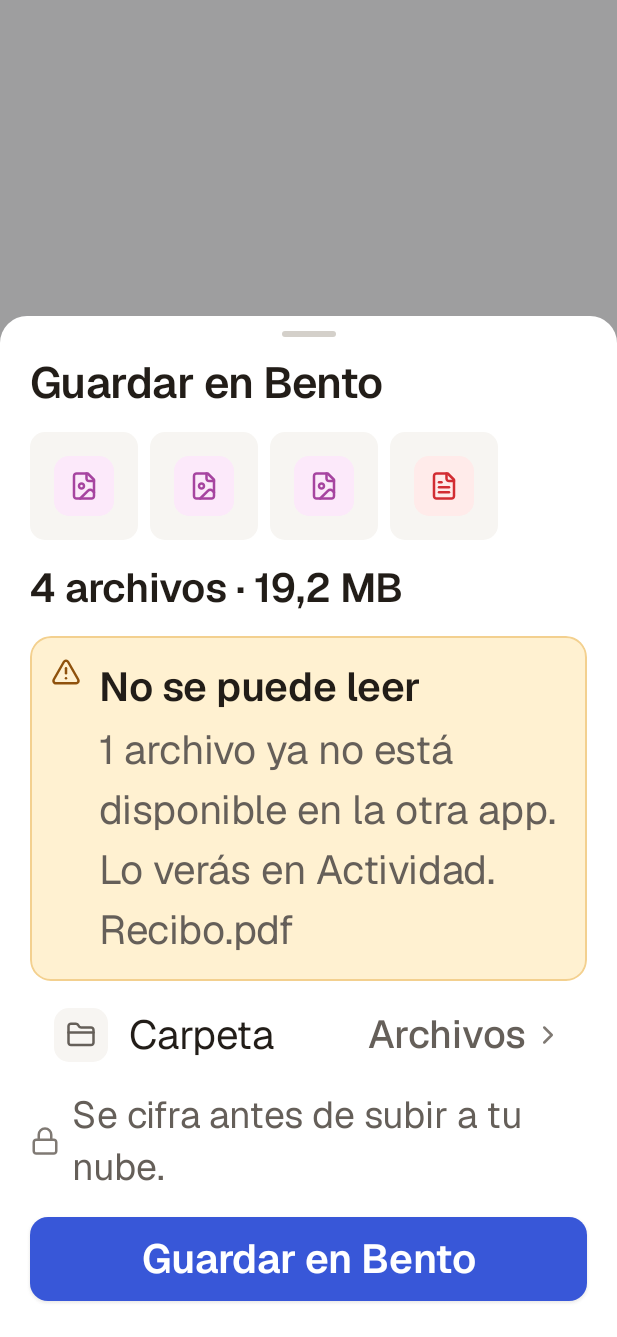 Guardar en Bento
4 archivos · 19,2 MB
No se puede leer
1 archivo ya no está
disponible en la otra app.
Lo verás en Actividad.
Recibo.pdf
Carpeta Archivos
Se cifra antes de subir a tu
nube.
Guardar en Bento